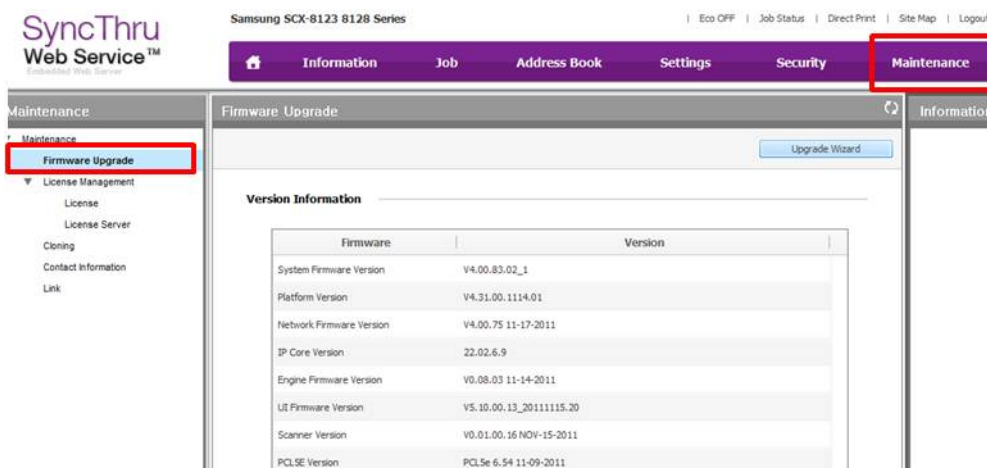 SyncThru
Web Service™
Embedded Web Server
Samsung SCX-8123 8128 Series
| Eco OFF | Job Status | Direct Print | Site Map | Logout
Information Job Address Book Settings Security Maintenance
Maintenance
Maintenance
Firmware Upgrade
License Management
License
License Server
Cloning
Contact Information
Link
Firmware Upgrade
Upgrade Wizard
Version Information
Firmware Version
System Firmware Version V4.00.83.02_1
Platform Version V4.31.00.1114.01
Network Firmware Version V4.00.75 11-17-2011
IP Core Version 22.02.6.9
Engine Firmware Version V0.08.03 11-14-2011
UI Firmware Version V5.10.00.13_20111115.20
Scanner Version V0.01.00.16 NOV-15-2011
PCL5E Version PCL5e 6.54 11-09-2011
Information